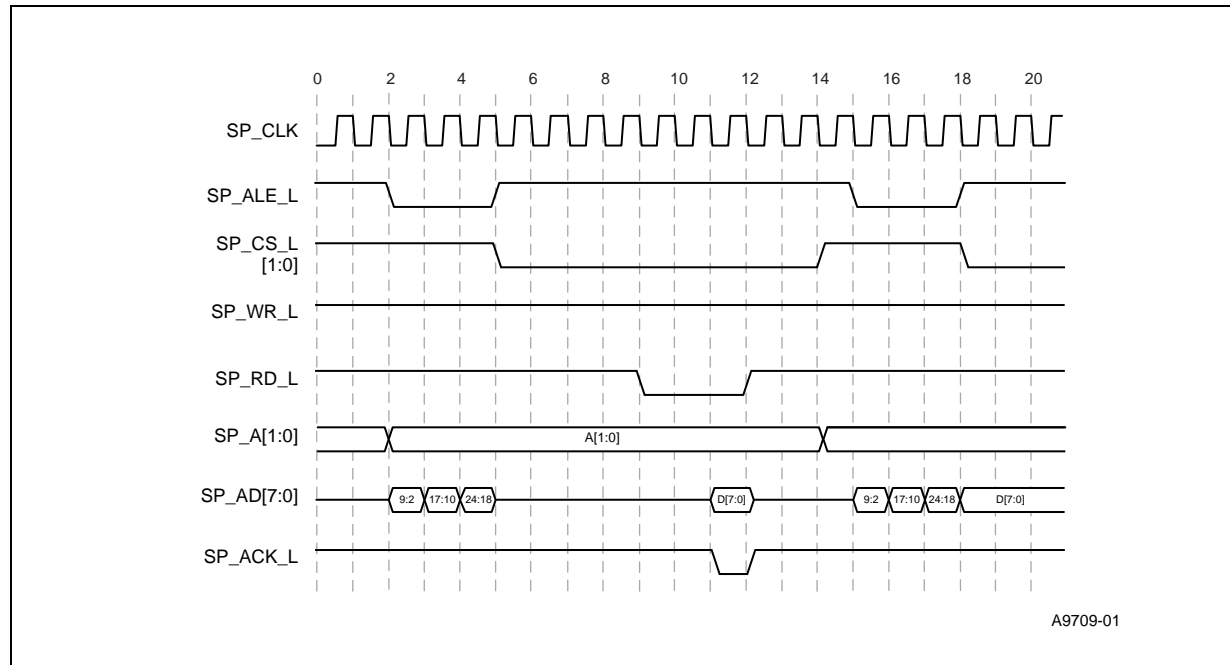 0 2 4 6 8 10 12 14 16 18 20
SP_CLK
SP_ALE_L
SP_CS_L
[1:0]
SP_WR_L
SP_RD_L
SP_A[1:0] A[1:0]
SP_AD[7:0] 9:2 17:10 24:18 D[7:0] 9:2 17:10 24:18 D[7:0]
SP_ACK_L
A9709-01